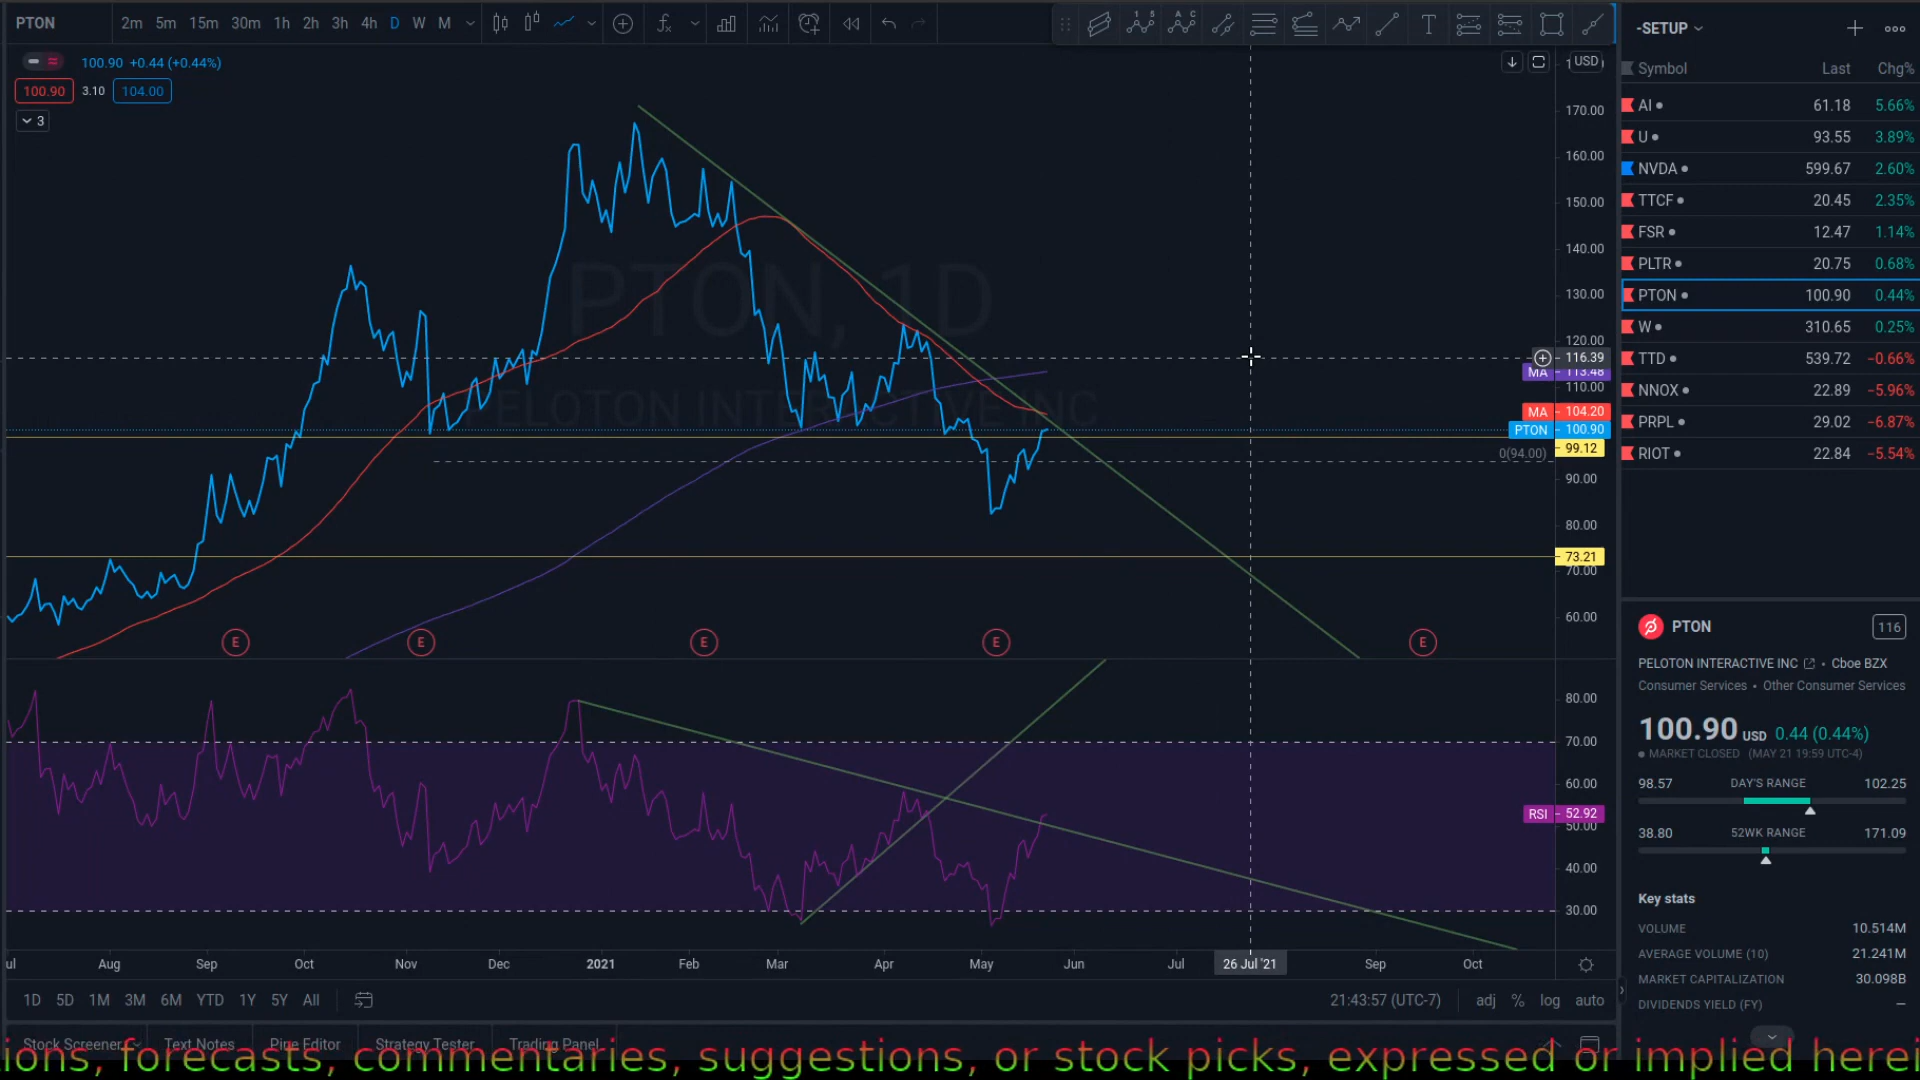 PTON 2m 5m 15m 30m 1h 2h 3h 4h D W M
100.90 +0.44 (+0.44%)
100.90 3.10 104.00
3
USD
170.00
160.00
150.00
140.00
130.00
120.00
116.39
MA 113.48
110.00
MA 104.20
PTON 100.90
99.12
0(94.00)
90.00
80.00
73.21
70.00
60.00
PTON, 1D
PELOTON INTERACTIVE INC
E E E E E
80.00
70.00
60.00
RSI 52.92
50.00
40.00
30.00
ul Aug Sep Oct Nov Dec 2021 Feb Mar Apr May Jun Jul 26 Jul '21 Sep Oct
1D 5D 1M 3M 6M YTD 1Y 5Y All 21:43:57 (UTC-7) adj % log auto
Stock Screener Text Notes Pine Editor Strategy Tester Trading Panel
-SETUP
Symbol Last Chg%
AI 61.18 5.66%
U 93.55 3.89%
NVDA 599.67 2.60%
TTCF 20.45 2.35%
FSR 12.47 1.14%
PLTR 20.75 0.68%
PTON 100.90 0.44%
W 310.65 0.25%
TTD 539.72 −0.66%
NNOX 22.89 −5.96%
PRPL 29.02 −6.87%
RIOT 22.84 −5.54%
PTON 116
PELOTON INTERACTIVE INC • Cboe BZX
Consumer Services • Other Consumer Services
100.90 USD 0.44 (0.44%)
MARKET CLOSED (MAY 21 19:59 UTC-4)
98.57 DAY'S RANGE 102.25
38.80 52WK RANGE 171.09
Key stats
VOLUME 10.514M
AVERAGE VOLUME (10) 21.241M
MARKET CAPITALIZATION 30.098B
DIVIDENDS YIELD (FY) —
ions, forecasts, commentaries, suggestions, or stock picks, expressed or implied herei